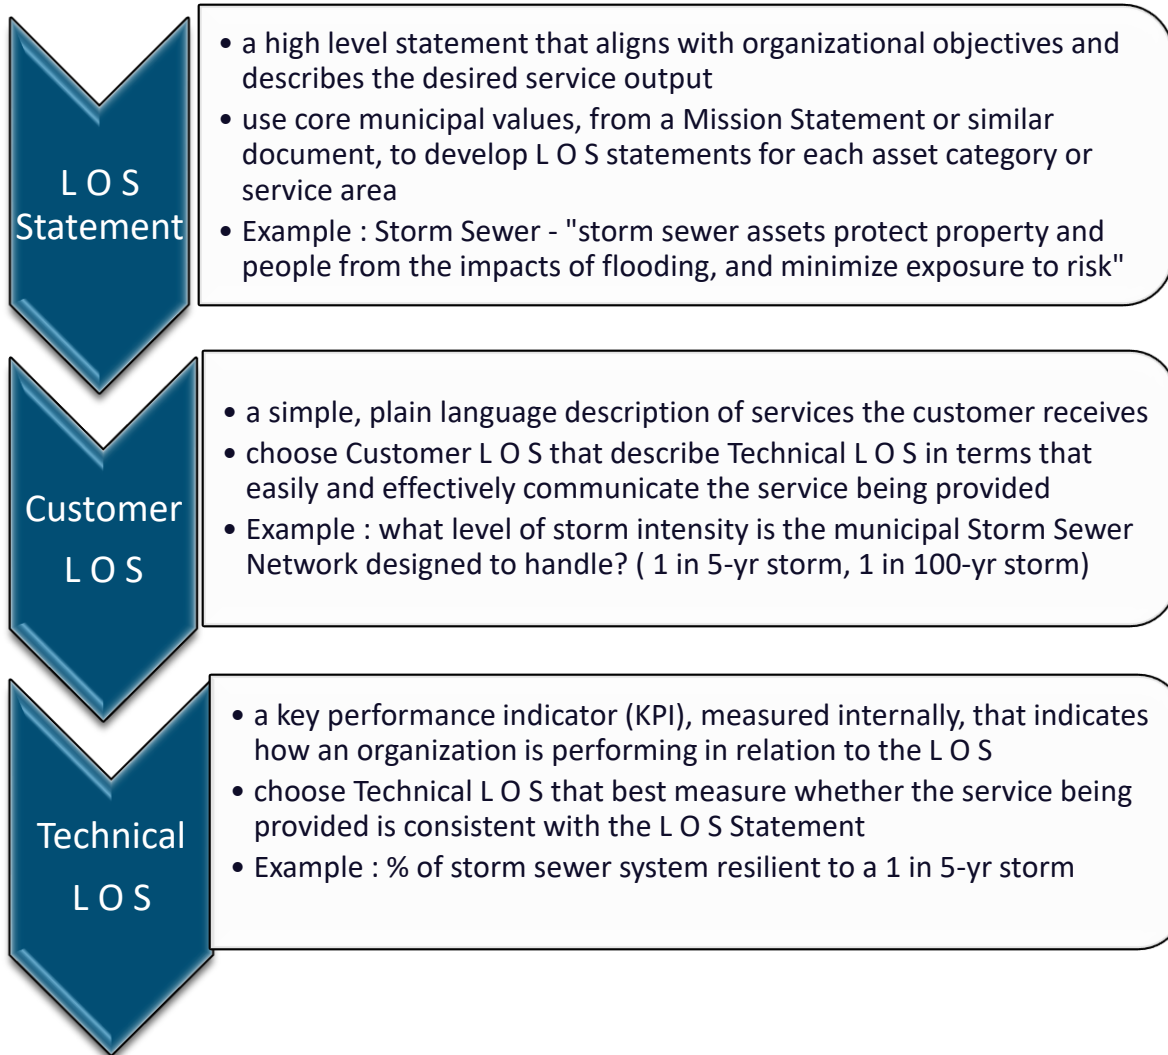 L O S
Statement
• a high level statement that aligns with organizational objectives and
describes the desired service output
• use core municipal values, from a Mission Statement or similar
document, to develop L O S statements for each asset category or
service area
• Example : Storm Sewer - "storm sewer assets protect property and
people from the impacts of flooding, and minimize exposure to risk"
Customer
L O S
• a simple, plain language description of services the customer receives
• choose Customer L O S that describe Technical L O S in terms that
easily and effectively communicate the service being provided
• Example : what level of storm intensity is the municipal Storm Sewer
Network designed to handle? ( 1 in 5-yr storm, 1 in 100-yr storm)
Technical
L O S
• a key performance indicator (KPI), measured internally, that indicates
how an organization is performing in relation to the L O S
• choose Technical L O S that best measure whether the service being
provided is consistent with the L O S Statement
• Example : % of storm sewer system resilient to a 1 in 5-yr storm